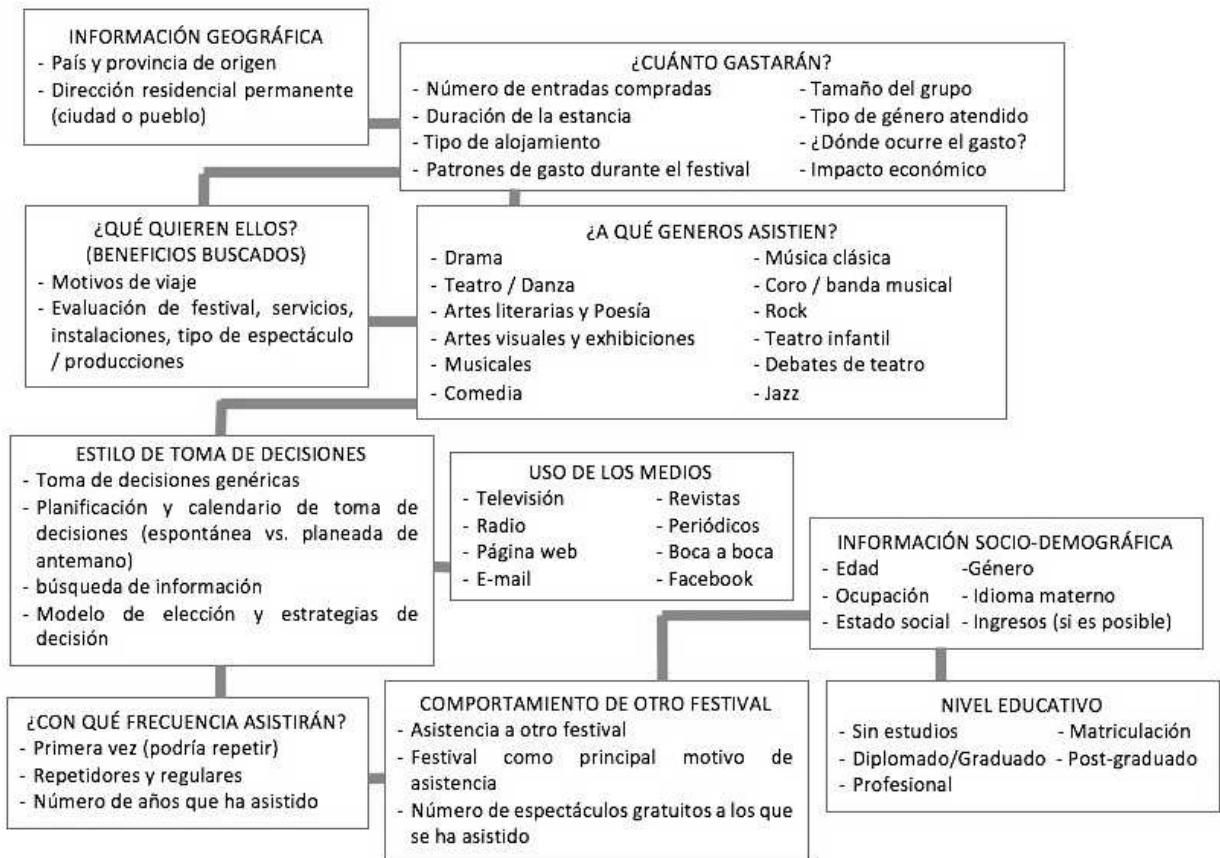 INFORMACIÓN GEOGRÁFICA
- País y provincia de origen
- Dirección residencial permanente
(ciudad o pueblo)
¿CUÁNTO GASTARÁN?
- Número de entradas compradas
- Duración de la estancia
- Tipo de alojamiento
- Patrones de gasto durante el festival
- Tamaño del grupo
- Tipo de género atendido
- ¿Dónde ocurre el gasto?
- Impacto económico
¿QUÉ QUIEREN ELLOS?
(BENEFICIOS BUSCADOS)
- Motivos de viaje
- Evaluación de festival, servicios,
instalaciones, tipo de espectáculo
/ producciones
¿A QUÉ GENEROS ASISTIEN?
- Drama
- Teatro / Danza
- Artes literarias y Poesía
- Artes visuales y exhibiciones
- Musicales
- Comedia
- Música clásica
- Coro / banda musical
- Rock
- Teatro infantil
- Debates de teatro
- Jazz
ESTILO DE TOMA DE DECISIONES
- Toma de decisiones genéricas
- Planificación y calendario de toma de
decisiones (espontánea vs. planeada de
antemano)
- búsqueda de información
- Modelo de elección y estrategias de
decisión
USO DE LOS MEDIOS
- Televisión
- Radio
- Página web
- E-mail
- Revistas
- Periódicos
- Boca a boca
- Facebook
INFORMACIÓN SOCIO-DEMOGRÁFICA
- Edad
- Ocupación
- Estado social
-Género
- Idioma materno
- Ingresos (si es posible)
¿CON QUÉ FRECUENCIA ASISTIRÁN?
- Primera vez (podría repetir)
- Repetidores y regulares
- Número de años que ha asistido
COMPORTAMIENTO DE OTRO FESTIVAL
- Asistencia a otro festival
- Festival como principal motivo de
asistencia
- Número de espectáculos gratuitos a los que
se ha asistido
NIVEL EDUCATIVO
- Sin estudios
- Diplomado/Graduado
- Profesional
- Matriculación
- Post-graduado